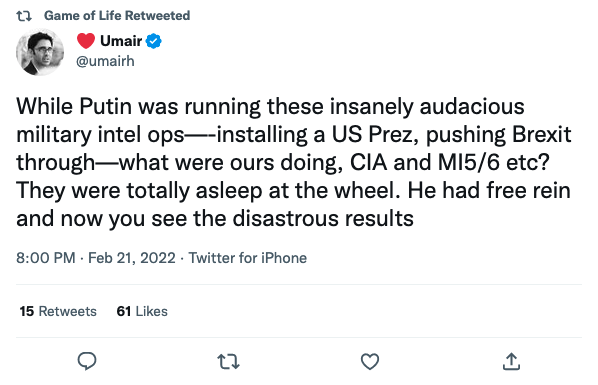 Game of Life Retweeted
❤️ Umair
@umairh
While Putin was running these insanely audacious
military intel ops—-installing a US Prez, pushing Brexit
through—what were ours doing, CIA and MI5/6 etc?
They were totally asleep at the wheel. He had free rein
and now you see the disastrous results
8:00 PM · Feb 21, 2022 · Twitter for iPhone
15 Retweets 61 Likes